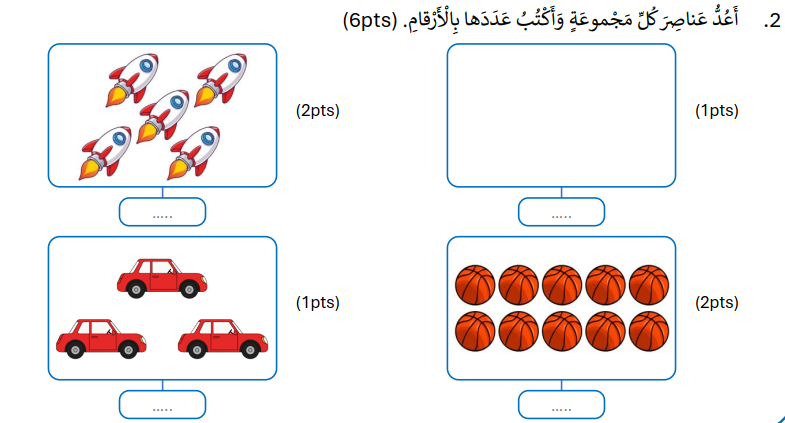 2. أَعُدُّ عَناصِرَ كُلِّ مَجْموعَةٍ وَأَكْتُبُ عَدَدَها بِالْأَرْقامِ. (6pts)
(1pts)
(2pts)
.....
.....
(2pts)
(1pts)
.....
.....